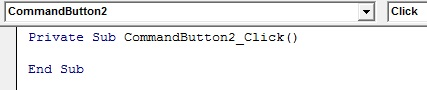 CommandButton2 Click
Private Sub CommandButton2_Click()
End Sub